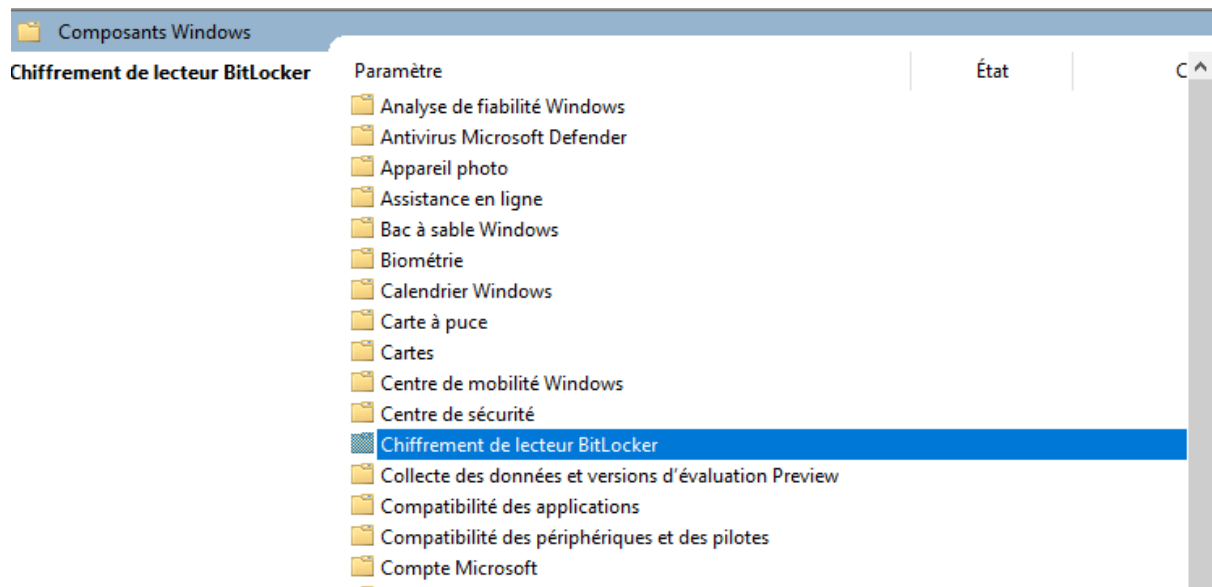 Composants Windows
Chiffrement de lecteur BitLocker
Paramètre État C
Analyse de fiabilité Windows
Antivirus Microsoft Defender
Appareil photo
Assistance en ligne
Bac à sable Windows
Biométrie
Calendrier Windows
Carte à puce
Cartes
Centre de mobilité Windows
Centre de sécurité
Chiffrement de lecteur BitLocker
Collecte des données et versions d’évaluation Preview
Compatibilité des applications
Compatibilité des périphériques et des pilotes
Compte Microsoft